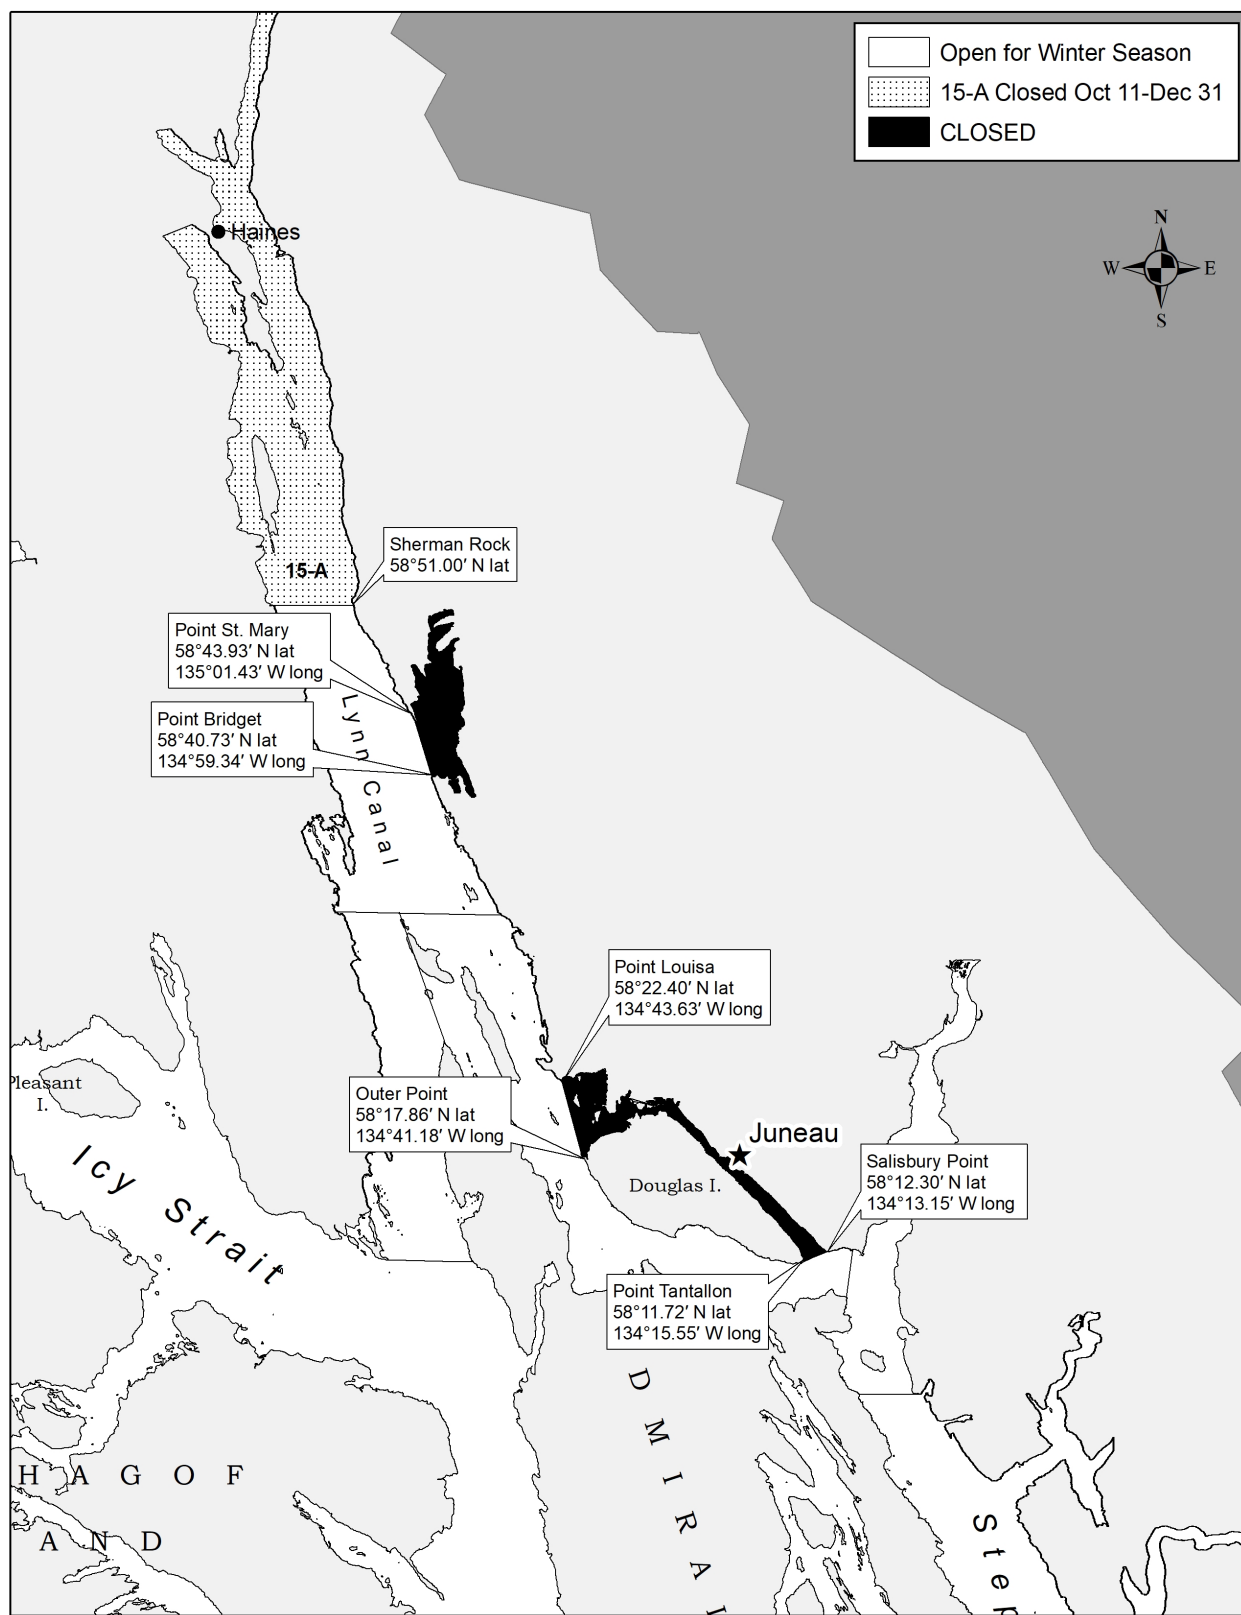 Open for Winter Season
15-A Closed Oct 11-Dec 31
CLOSED
N
W E
S
Haines
Sherman Rock
58°51.00′ N lat
15-A
Point St. Mary
58°43.93′ N lat
135°01.43′ W long
Point Bridget
58°40.73′ N lat
134°59.34′ W long
Lynn Canal
Point Louisa
58°22.40′ N lat
134°43.63′ W long
Pleasant
I.
Outer Point
58°17.86′ N lat
134°41.18′ W long
Juneau
Salisbury Point
58°12.30′ N lat
134°13.15′ W long
Douglas I.
Icy Strait
Point Tantallon
58°11.72′ N lat
134°15.55′ W long
DMIRAL
HAGOF
AND
Step